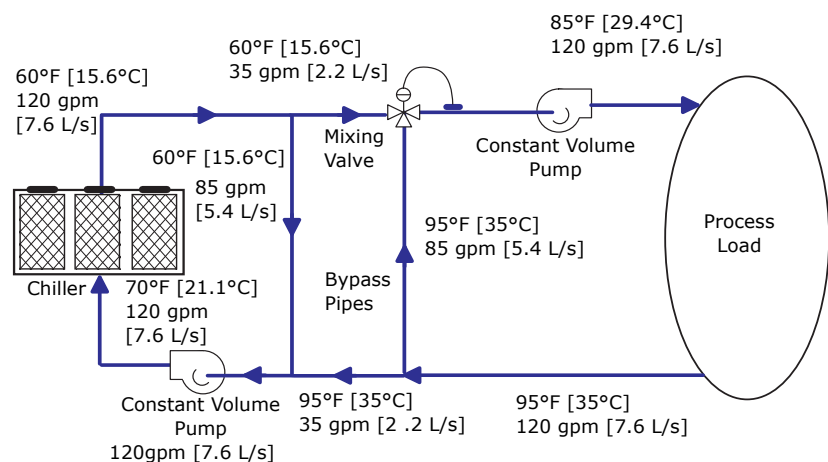 60°F [15.6°C]
120 gpm
[7.6 L/s]
60°F [15.6°C]
35 gpm [2.2 L/s]
85°F [29.4°C]
120 gpm [7.6 L/s]
Mixing
Valve
Constant Volume
Pump
60°F [15.6°C]
85 gpm
[5.4 L/s]
95°F [35°C]
85 gpm [5.4 L/s]
Process
Load
Chiller
70°F [21.1°C]
120 gpm
[7.6 L/s]
Bypass
Pipes
Constant Volume
Pump
120gpm [7.6 L/s]
95°F [35°C]
35 gpm [2 .2 L/s]
95°F [35°C]
120 gpm [7.6 L/s]